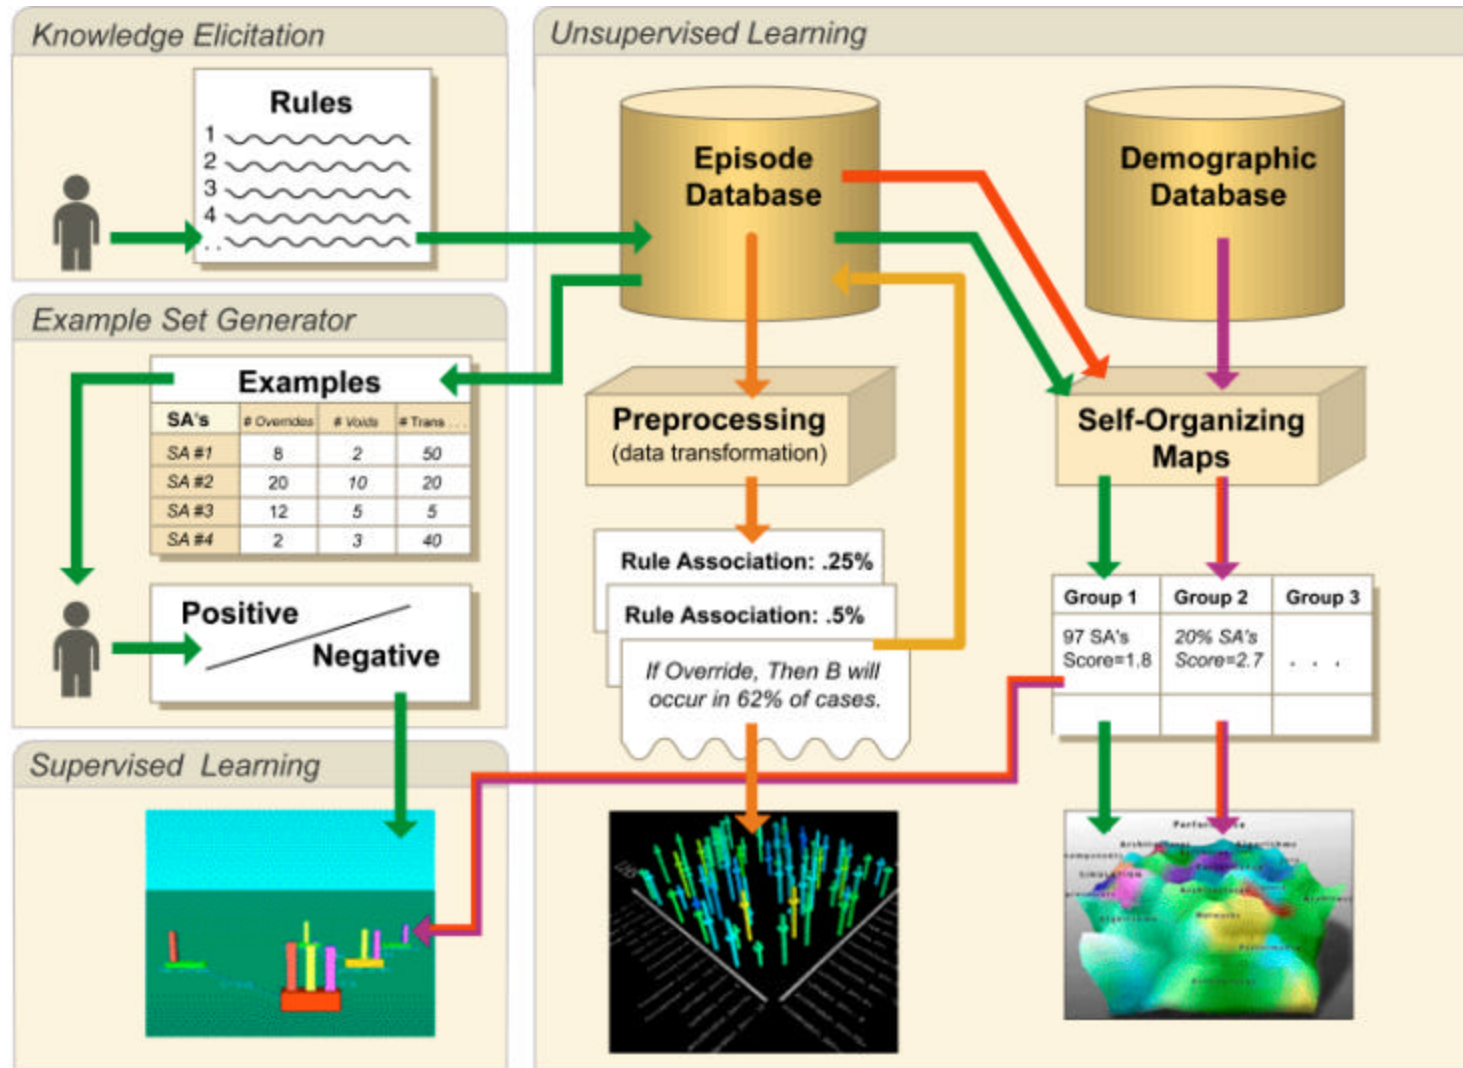 Knowledge Elicitation
Rules
1
2
3
4
. .
Example Set Generator
Examples
SA's # Overrides # Voids # Trans . . .
SA #1 8 2 50
SA #2 20 10 20
SA #3 12 5 5
SA #4 2 3 40
Positive
Negative
Supervised Learning
Unsupervised Learning
Episode
Database
Demographic
Database
Preprocessing
(data transformation)
Self-Organizing
Maps
Rule Association: .25%
Rule Association: .5%
If Override, Then B will
occur in 62% of cases.
Group 1 Group 2 Group 3
97 SA's 20% SA's
Score=1.8 Score=2.7 . . .
Algorithms
Performance